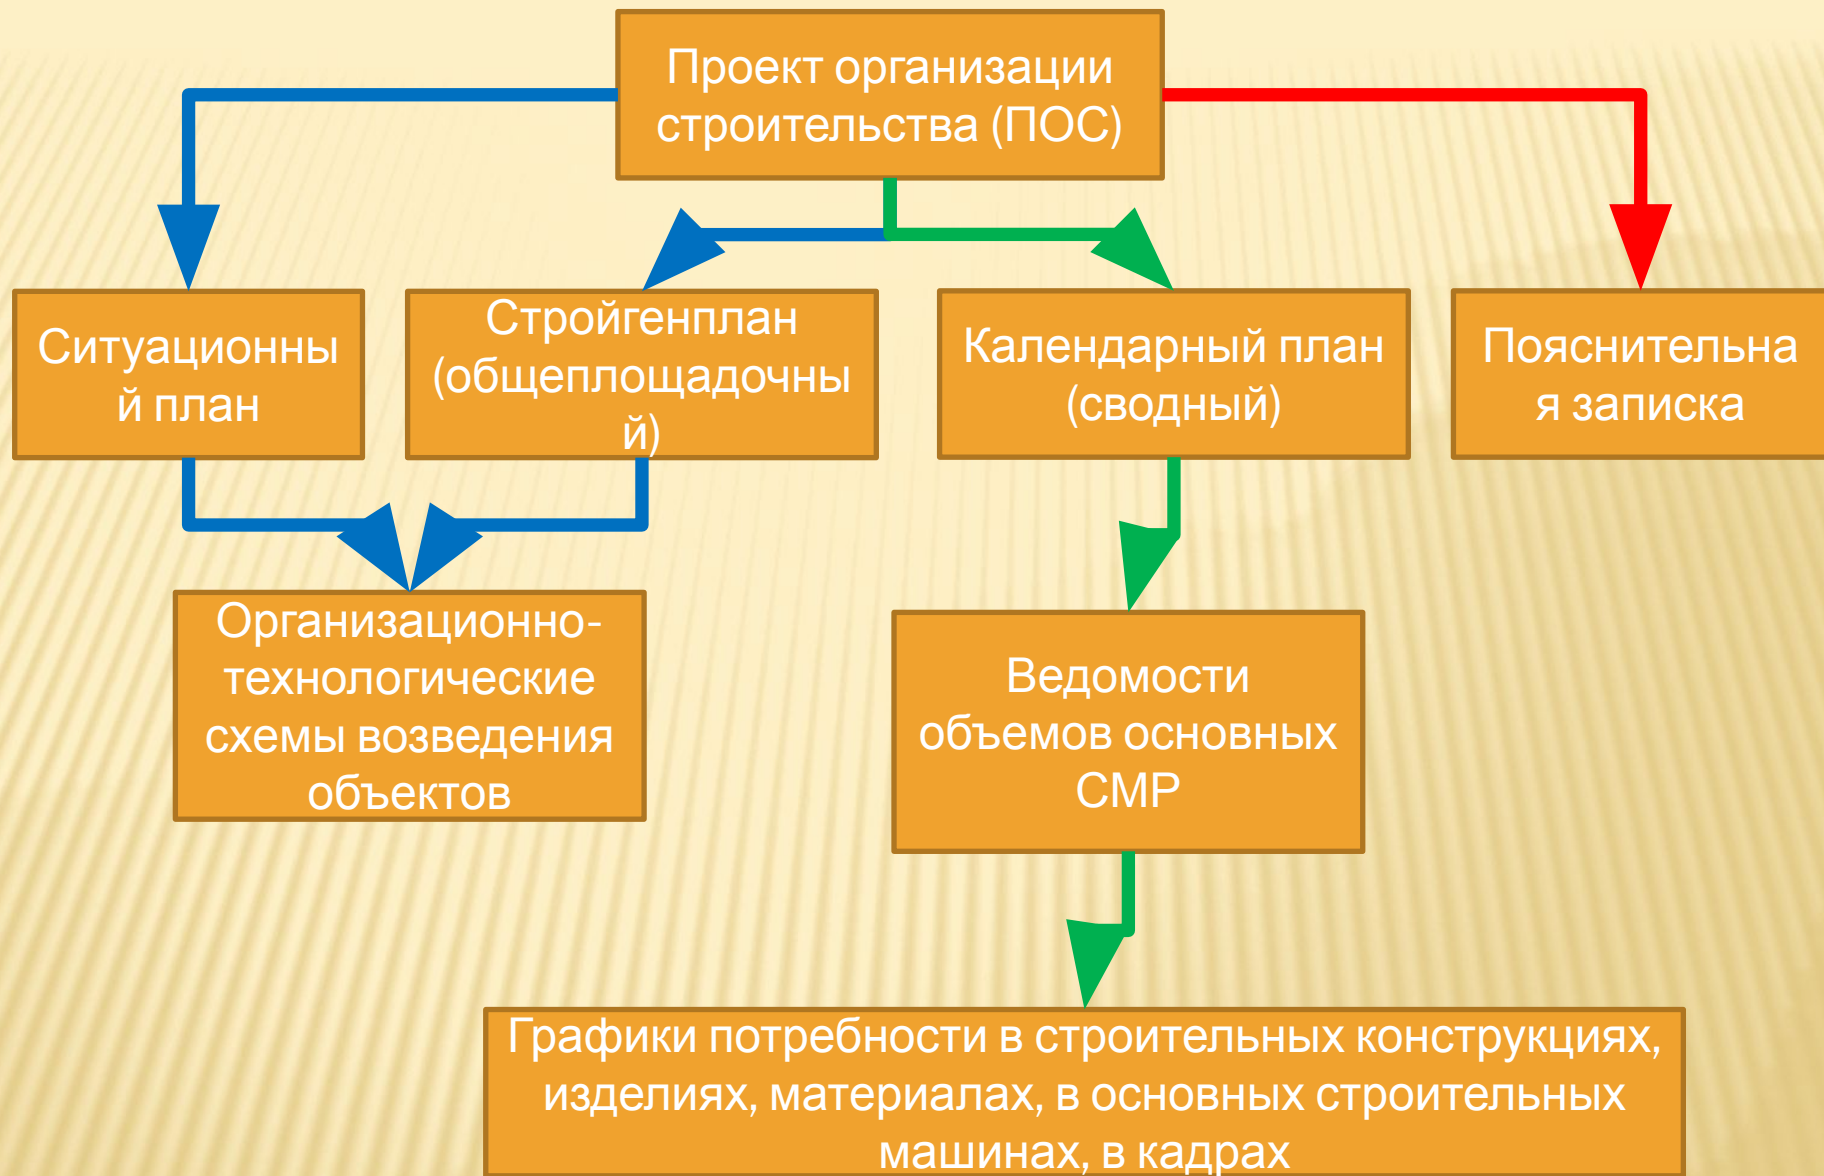 Проект организации
строительства (ПОС)
Ситуационны
й план
Стройгенплан
(общеплощадочны
й)
Календарный план
(сводный)
Пояснительна
я записка
Организационно-
технологические
схемы возведения
объектов
Ведомости
объемов основных
СМР
Графики потребности в строительных конструкциях,
изделиях, материалах, в основных строительных
машинах, в кадрах